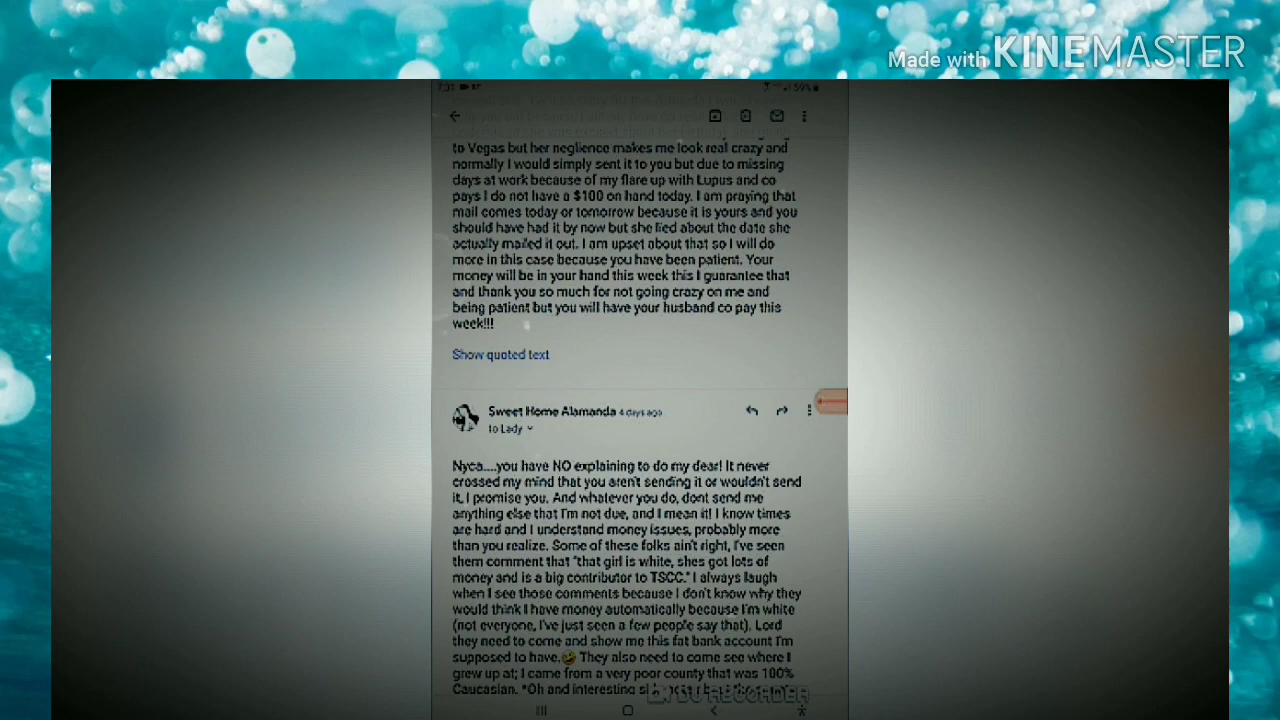 Made with KINEMASTER
7:31
59%
to Vegas but her neglience makes me look real crazy and
normally I would simply sent it to you but due to missing
days at work because of my flare up with Lupus and co
pays I do not have a $100 on hand today. I am praying that
mail comes today or tomorrow because it is yours and you
should have had it by now but she lied about the date she
actually mailed it out. I am upset about that so I will do
more in this case because you have been patient. Your
money will be in your hand this week this I guarantee that
and thank you so much for not going crazy on me and
being patient but you will have your husband co pay this
week!!!
Show quoted text
Sweet Home Alamanda 4 days ago
to Lady
Nyca....you have NO explaining to do my dear! It never
crossed my mind that you aren't sending it or wouldn't send
it, I promise you. And whatever you do, dont send me
anything else that I'm not due, and I mean it! I know times
are hard and I understand money issues, probably more
than you realize. Some of these folks ain't right, I've seen
them comment that "that girl is white, shes got lots of
money and is a big contributor to TSCC." I always laugh
when I see those comments because I don't know why they
would think I have money automatically because I'm white
(not everyone, I've just seen a few people say that). Lord
they need to come and show me this fat bank account I'm
supposed to have.🤣 They also need to come see where I
grew up at; I came from a very poor county that was 100%
Caucasian. *Oh and interesting
DU RECORDER